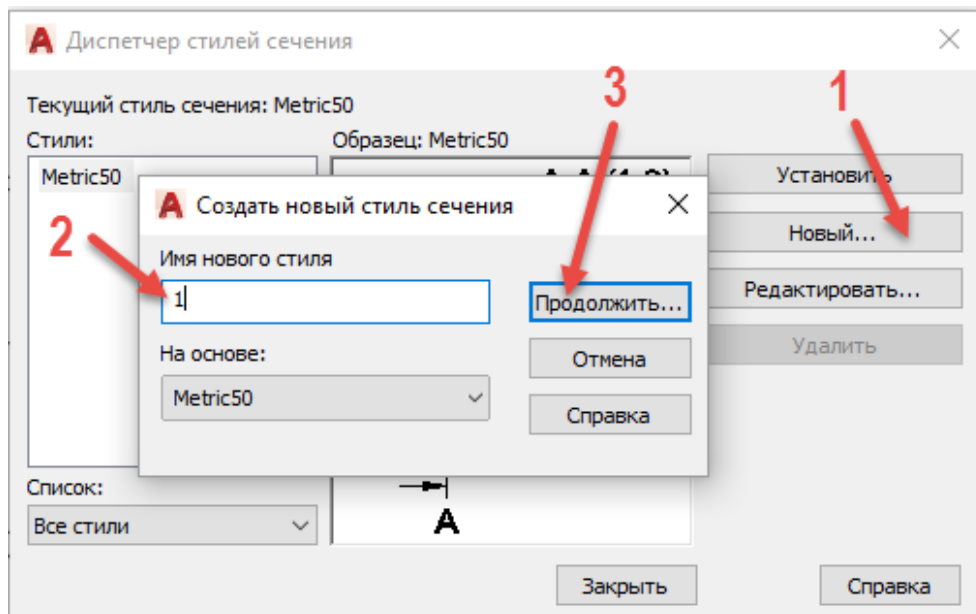 Диспетчер стилей сечения
Текущий стиль сечения: Metric50
3
1
Стили:
Образец: Metric50
Metric50
Установить
Создать новый стиль сечения
2
Новый...
Имя нового стиля
1
Продолжить...
Редактировать...
На основе:
Отмена
Удалить
Metric50
Справка
Список:
Все стили
A
Закрыть
Справка